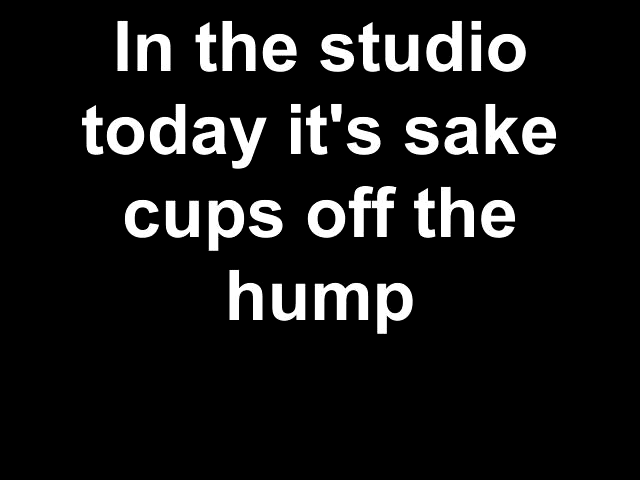 In the studio
today it's sake
cups off the
hump